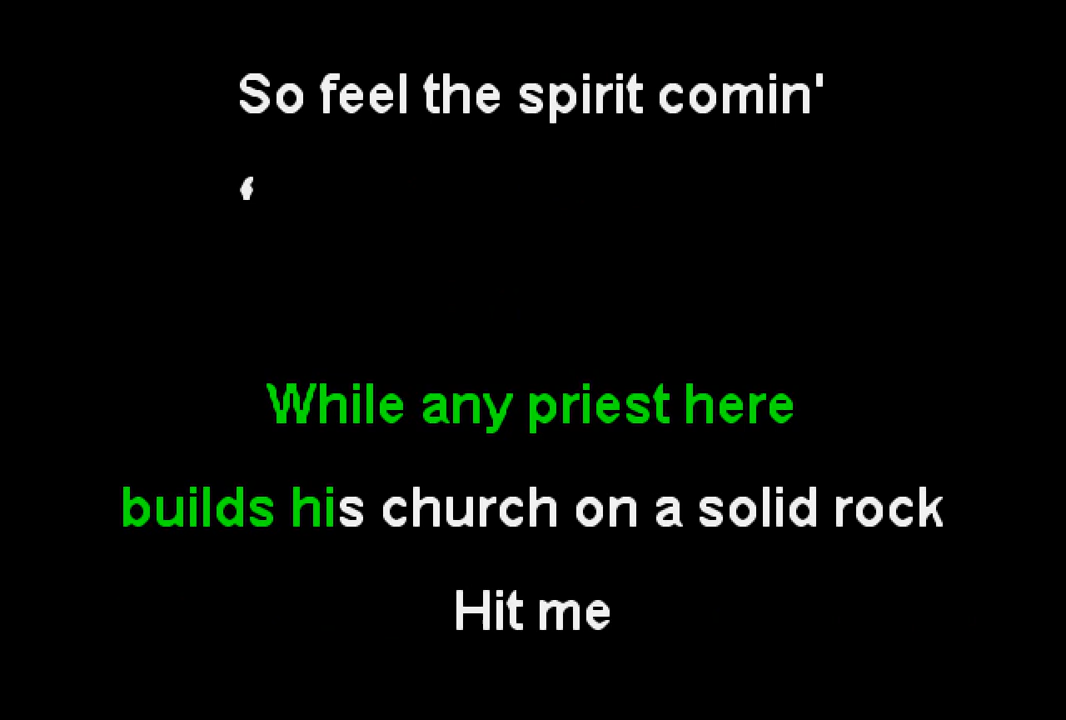 So feel the spirit comin'
While any priest here
builds his church on a solid rock
Hit me